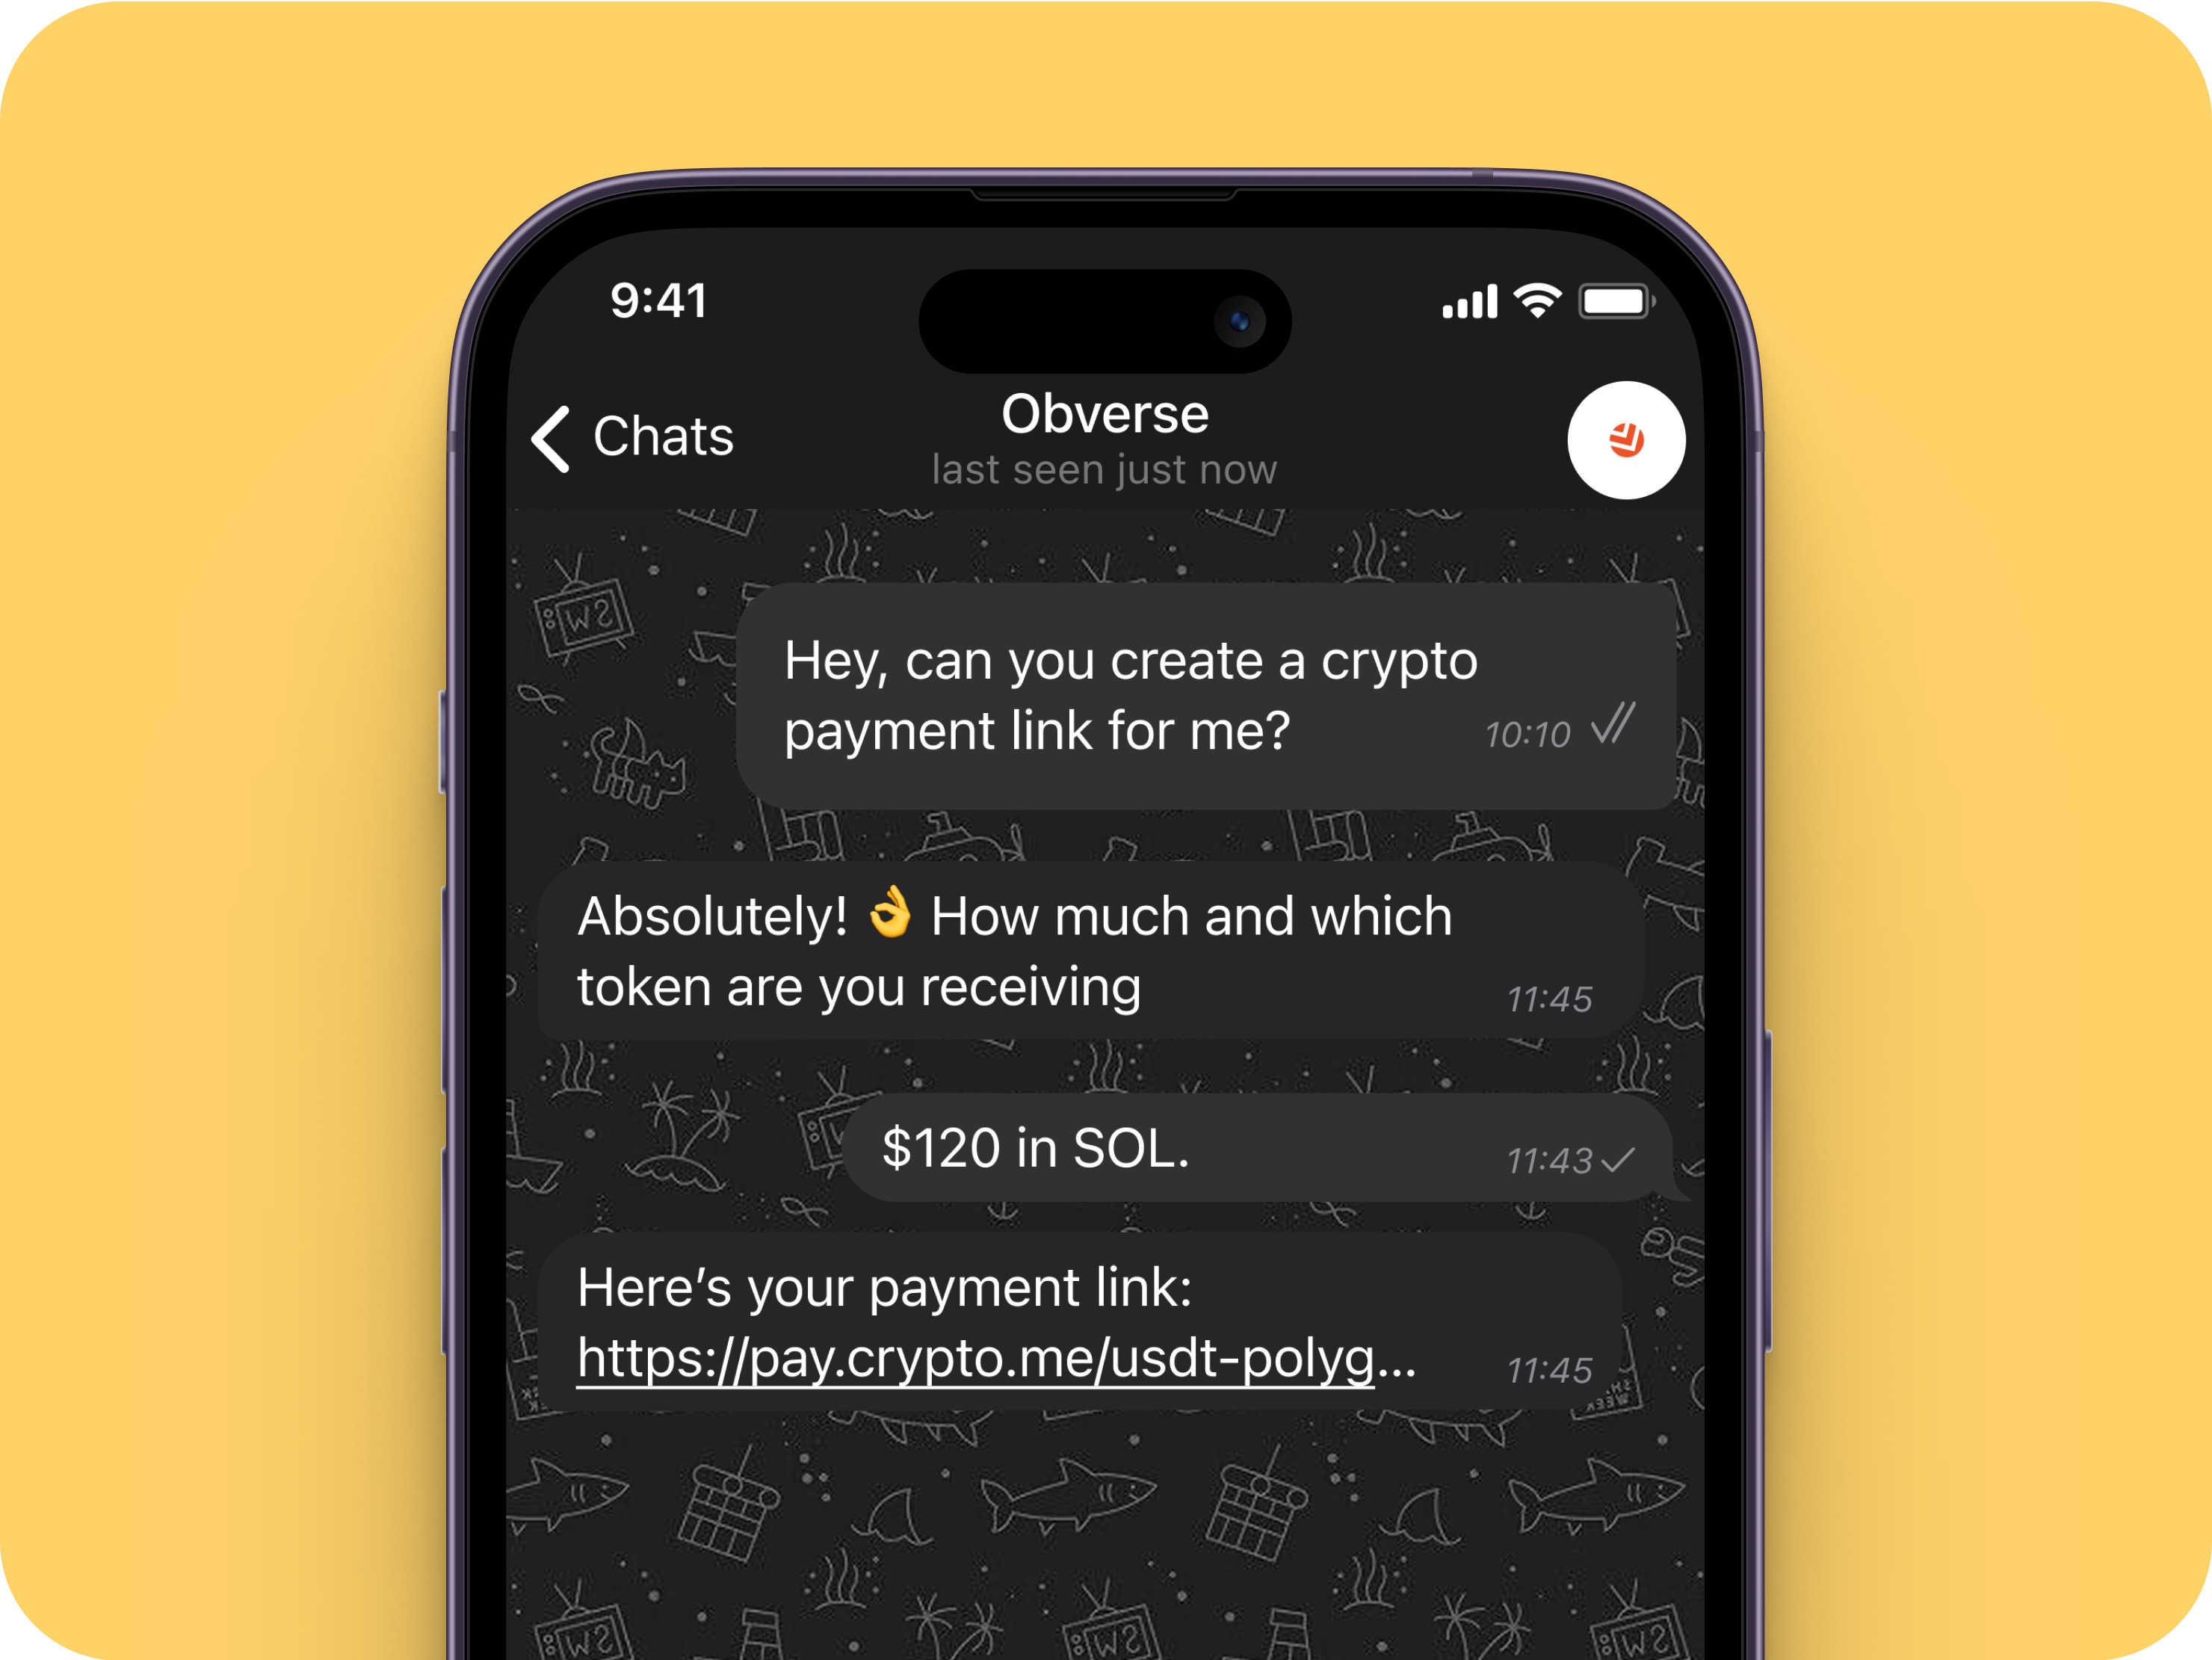 9:41
Chats
Obverse
last seen just now
Hey, can you create a crypto
payment link for me?
10:10
Absolutely! 👌 How much and which
token are you receiving
11:45
$120 in SOL.
11:43
Here’s your payment link:
https://pay.crypto.me/usdt-polyg...
11:45